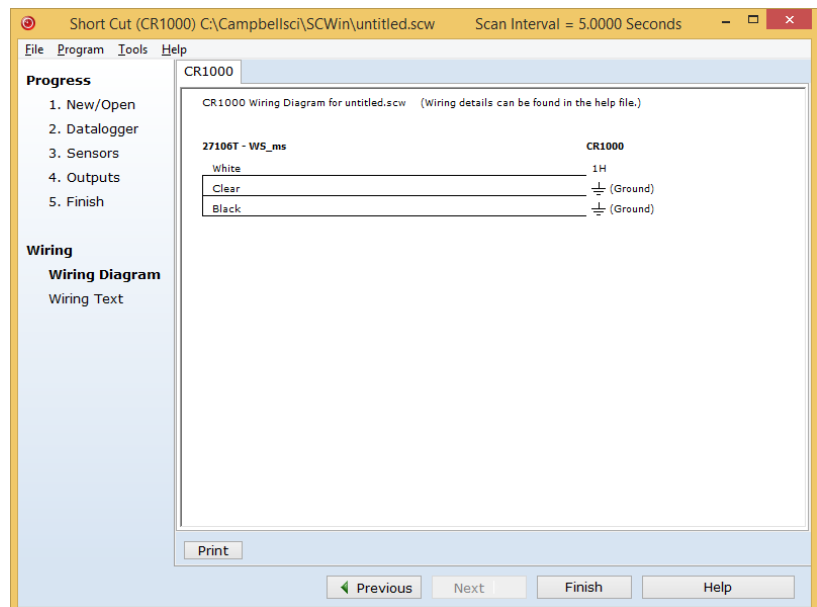 Short Cut (CR1000) C:\Campbellsci\SCWin\untitled.scw Scan Interval = 5.0000 Seconds
File Program Tools Help
Progress
1. New/Open
2. Datalogger
3. Sensors
4. Outputs
5. Finish
Wiring
Wiring Diagram
Wiring Text
CR1000
CR1000 Wiring Diagram for untitled.scw (Wiring details can be found in the help file.)
27106T - WS_ms CR1000
White 1H
Clear (Ground)
Black (Ground)
Print
Previous Next Finish Help